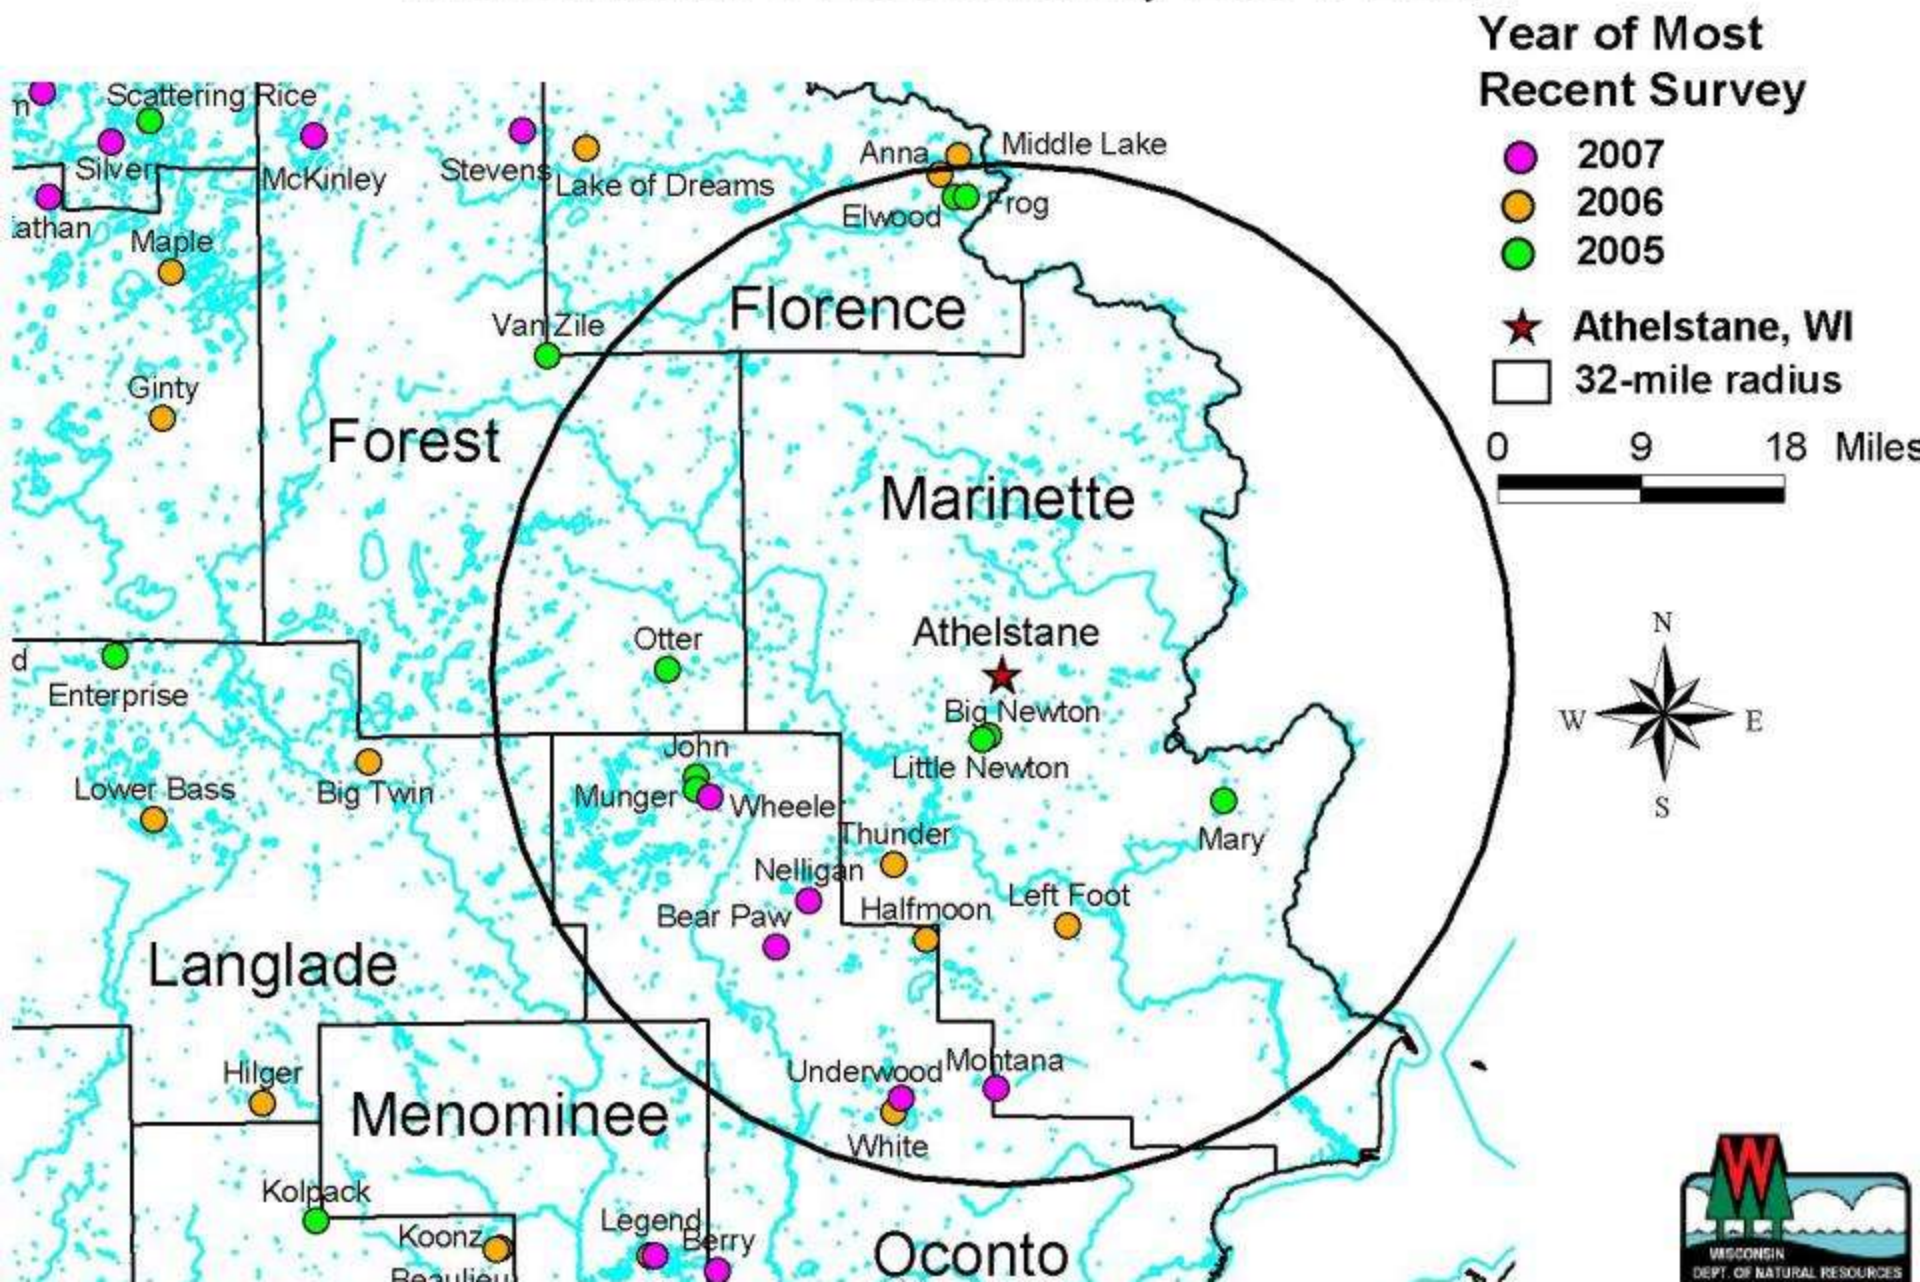 Year of Most
Recent Survey
2007
2006
2005
Athelstane, WI
32-mile radius
0 9 18 Miles
Scattering Rice
n
Silver
McKinley
Stevens
Lake of Dreams
Anna
Middle Lake
Elwood
Frog
athan
Maple
Van Zile
Florence
Ginty
Forest
Marinette
Otter
Athelstane
d
Enterprise
Big Newton
Little Newton
John
Munger
Wheeler
Lower Bass
Big Twin
Mary
Thunder
Nelligan
Bear Paw
Halfmoon
Left Foot
Langlade
Underwood
Montana
White
Hilger
Menominee
Kolpack
Koonz
Beaulieu
Legend
Berry
Oconto
N
W
E
S
WISCONSIN
DEPT. OF NATURAL RESOURCES